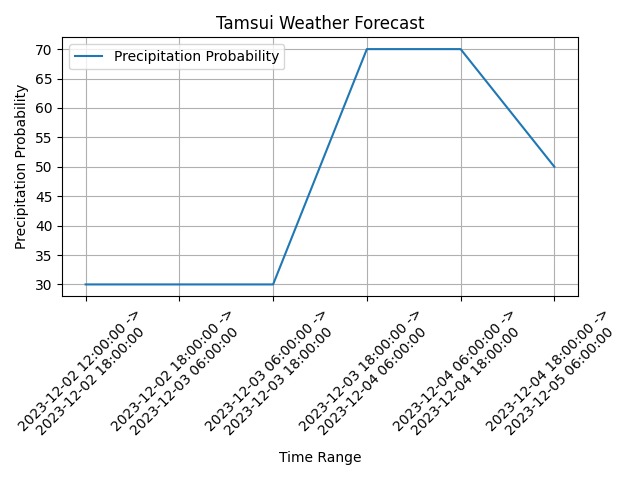 Tamsui Weather Forecast
Precipitation Probability
70
65
60
55
50
45
40
35
30
Precipitation Probability
2023-12-02 12:00:00 ->
2023-12-02 18:00:00
2023-12-02 18:00:00 ->
2023-12-03 06:00:00
2023-12-03 06:00:00 ->
2023-12-03 18:00:00
2023-12-03 18:00:00 ->
2023-12-04 06:00:00
2023-12-04 06:00:00 ->
2023-12-04 18:00:00
2023-12-04 18:00:00 ->
2023-12-05 06:00:00
Time Range